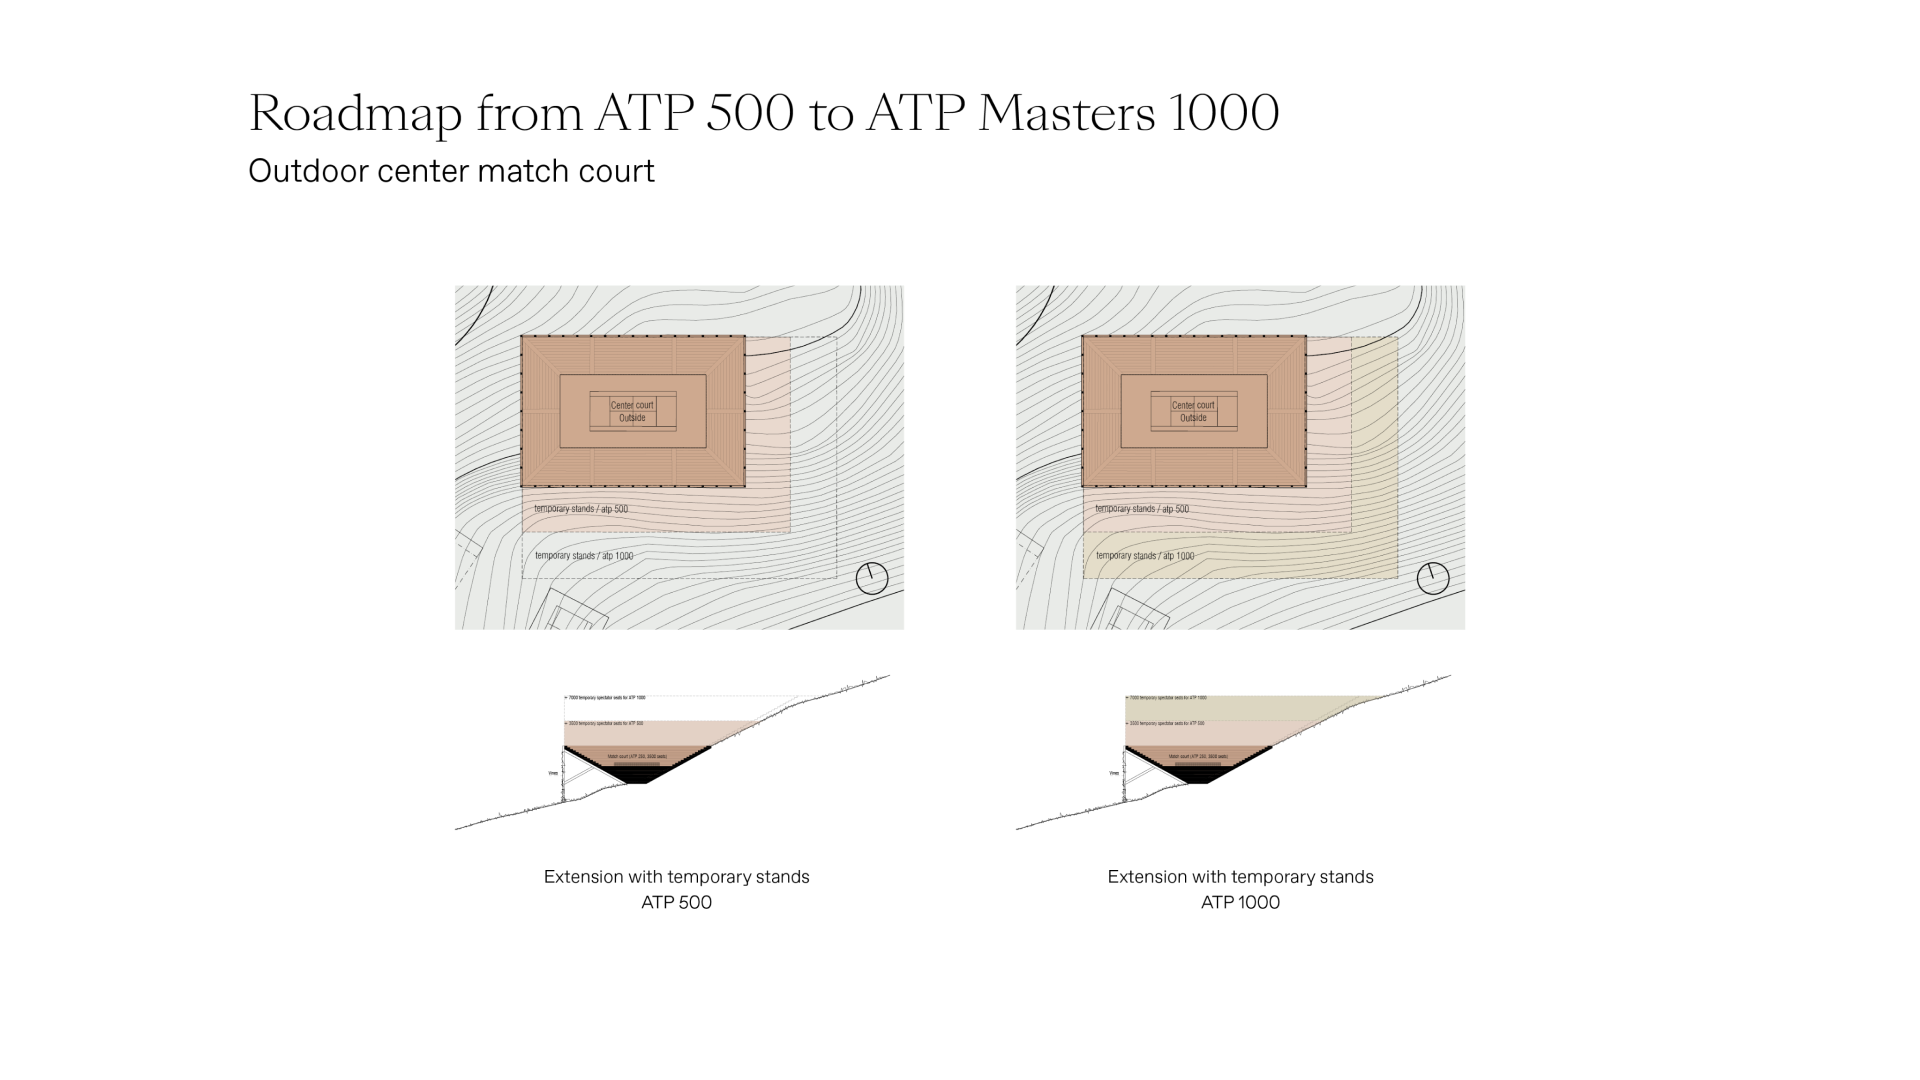 Roadmap from ATP 500 to ATP Masters 1000
Outdoor center match court
Center court
Outside
temporary stands / atp 500
temporary stands / atp 1000
Center court
Outside
temporary stands / atp 500
temporary stands / atp 1000
+ 7000 temporary spectator seats for ATP 1000
+ 3500 temporary spectator seats for ATP 500
Match court (ATP 250, 3500 seats)
+ 7000 temporary spectator seats for ATP 1000
+ 3500 temporary spectator seats for ATP 500
Match court (ATP 250, 3500 seats)
Extension with temporary stands
ATP 500
Extension with temporary stands
ATP 1000